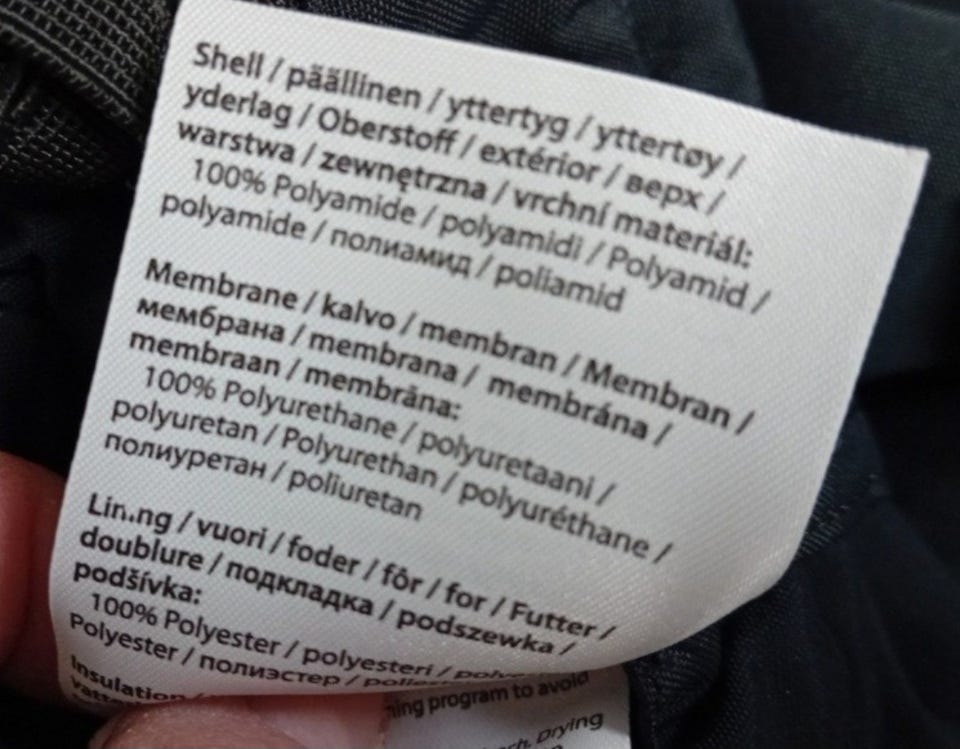 Shell / päällinen / yttertyg / yttertøy /
yderlag / Oberstoff / extérior / верх /
warstwa / zewnętrzna / vrchní materiál:
100% Polyamide / polyamidi / Polyamid /
polyamide / полиамид / poliamid
Membrane / kalvo / membran / Membran /
мембрана / membrana / membrána /
membraan / membrāna:
100% Polyurethane / polyuretaani /
polyuretan / Polyurethan / polyuréthane /
полиуретан / poliuretan
Lin.ng / vuori / foder / fôr / for / Futter /
doublure / подкладка / podszewka /
podšívka:
100% Polyester / polyesteri /
Polyester / полиэстер /
Insulation
program to avoid
Drying